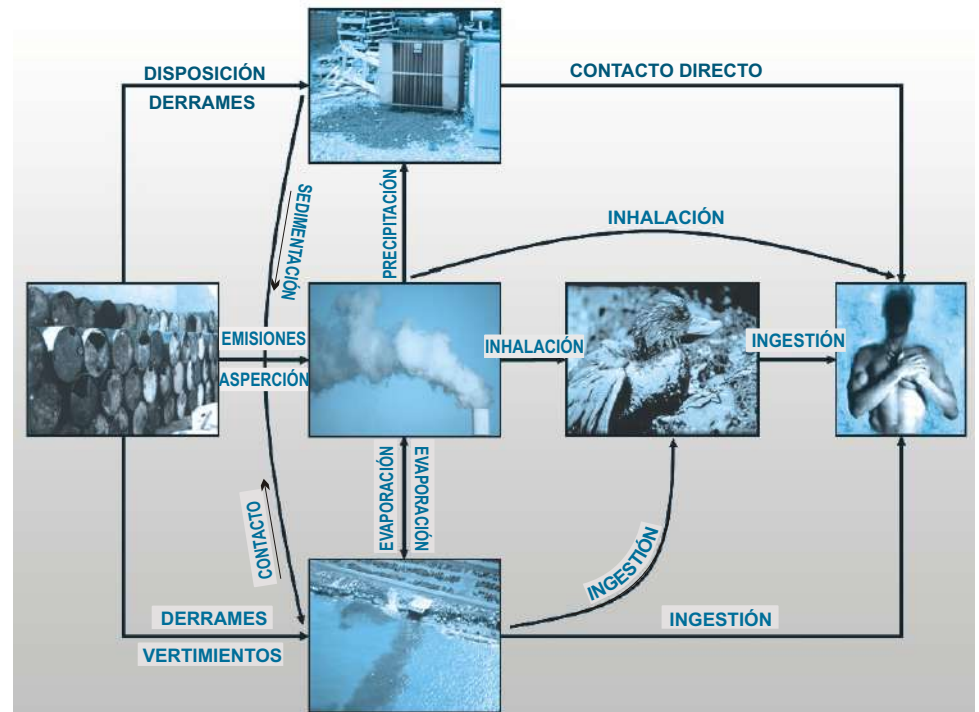 DISPOSICIÓN
DERRAMES
CONTACTO DIRECTO
SEDIMENTACIÓN
PRECIPITACIÓN
INHALACIÓN
EMISIONES
ASPERCIÓN
INHALACIÓN
INGESTIÓN
CONTACTO
EVAPORACIÓN
EVAPORACIÓN
INGESTIÓN
DERRAMES
VERTIMIENTOS
INGESTIÓN